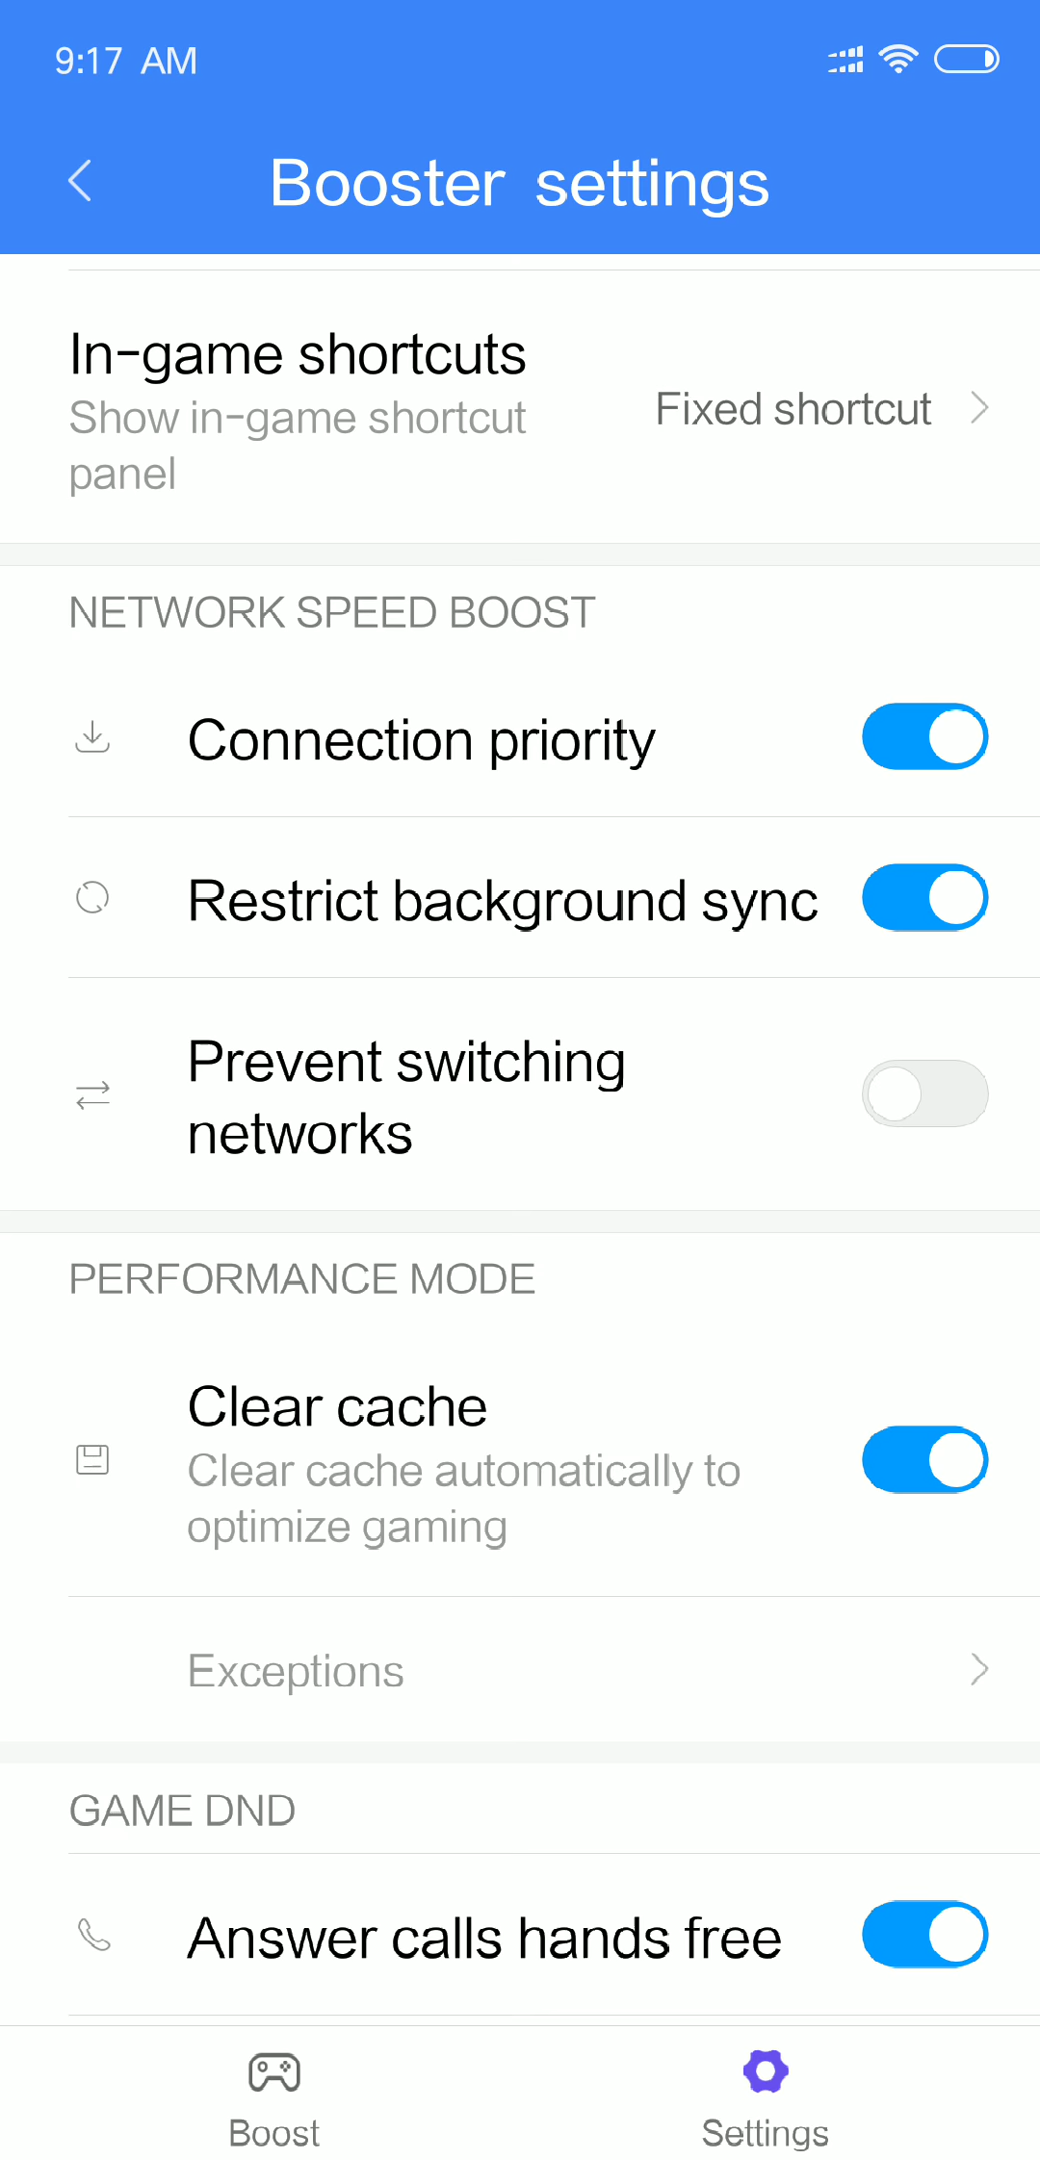 9:17 AM
Booster settings
In-game shortcuts
Show in-game shortcut
panel
Fixed shortcut
NETWORK SPEED BOOST
Connection priority
Restrict background sync
Prevent switching
networks
PERFORMANCE MODE
Clear cache
Clear cache automatically to
optimize gaming
Exceptions
GAME DND
Answer calls hands free
Boost
Settings